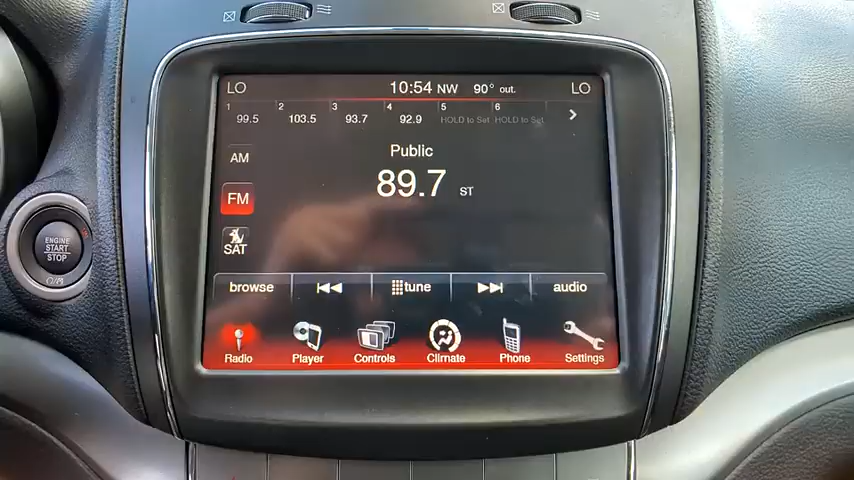 LO 10:54 NW 90° out. LO
1 2 3 4 5 6
99.5 103.5 93.7 92.9 HOLD to Set HOLD to Set
AM
Public
FM
89.7 ST
SAT
ENGINE
START
STOP
browse tune audio
Radio Player Controls Climate Phone Settings